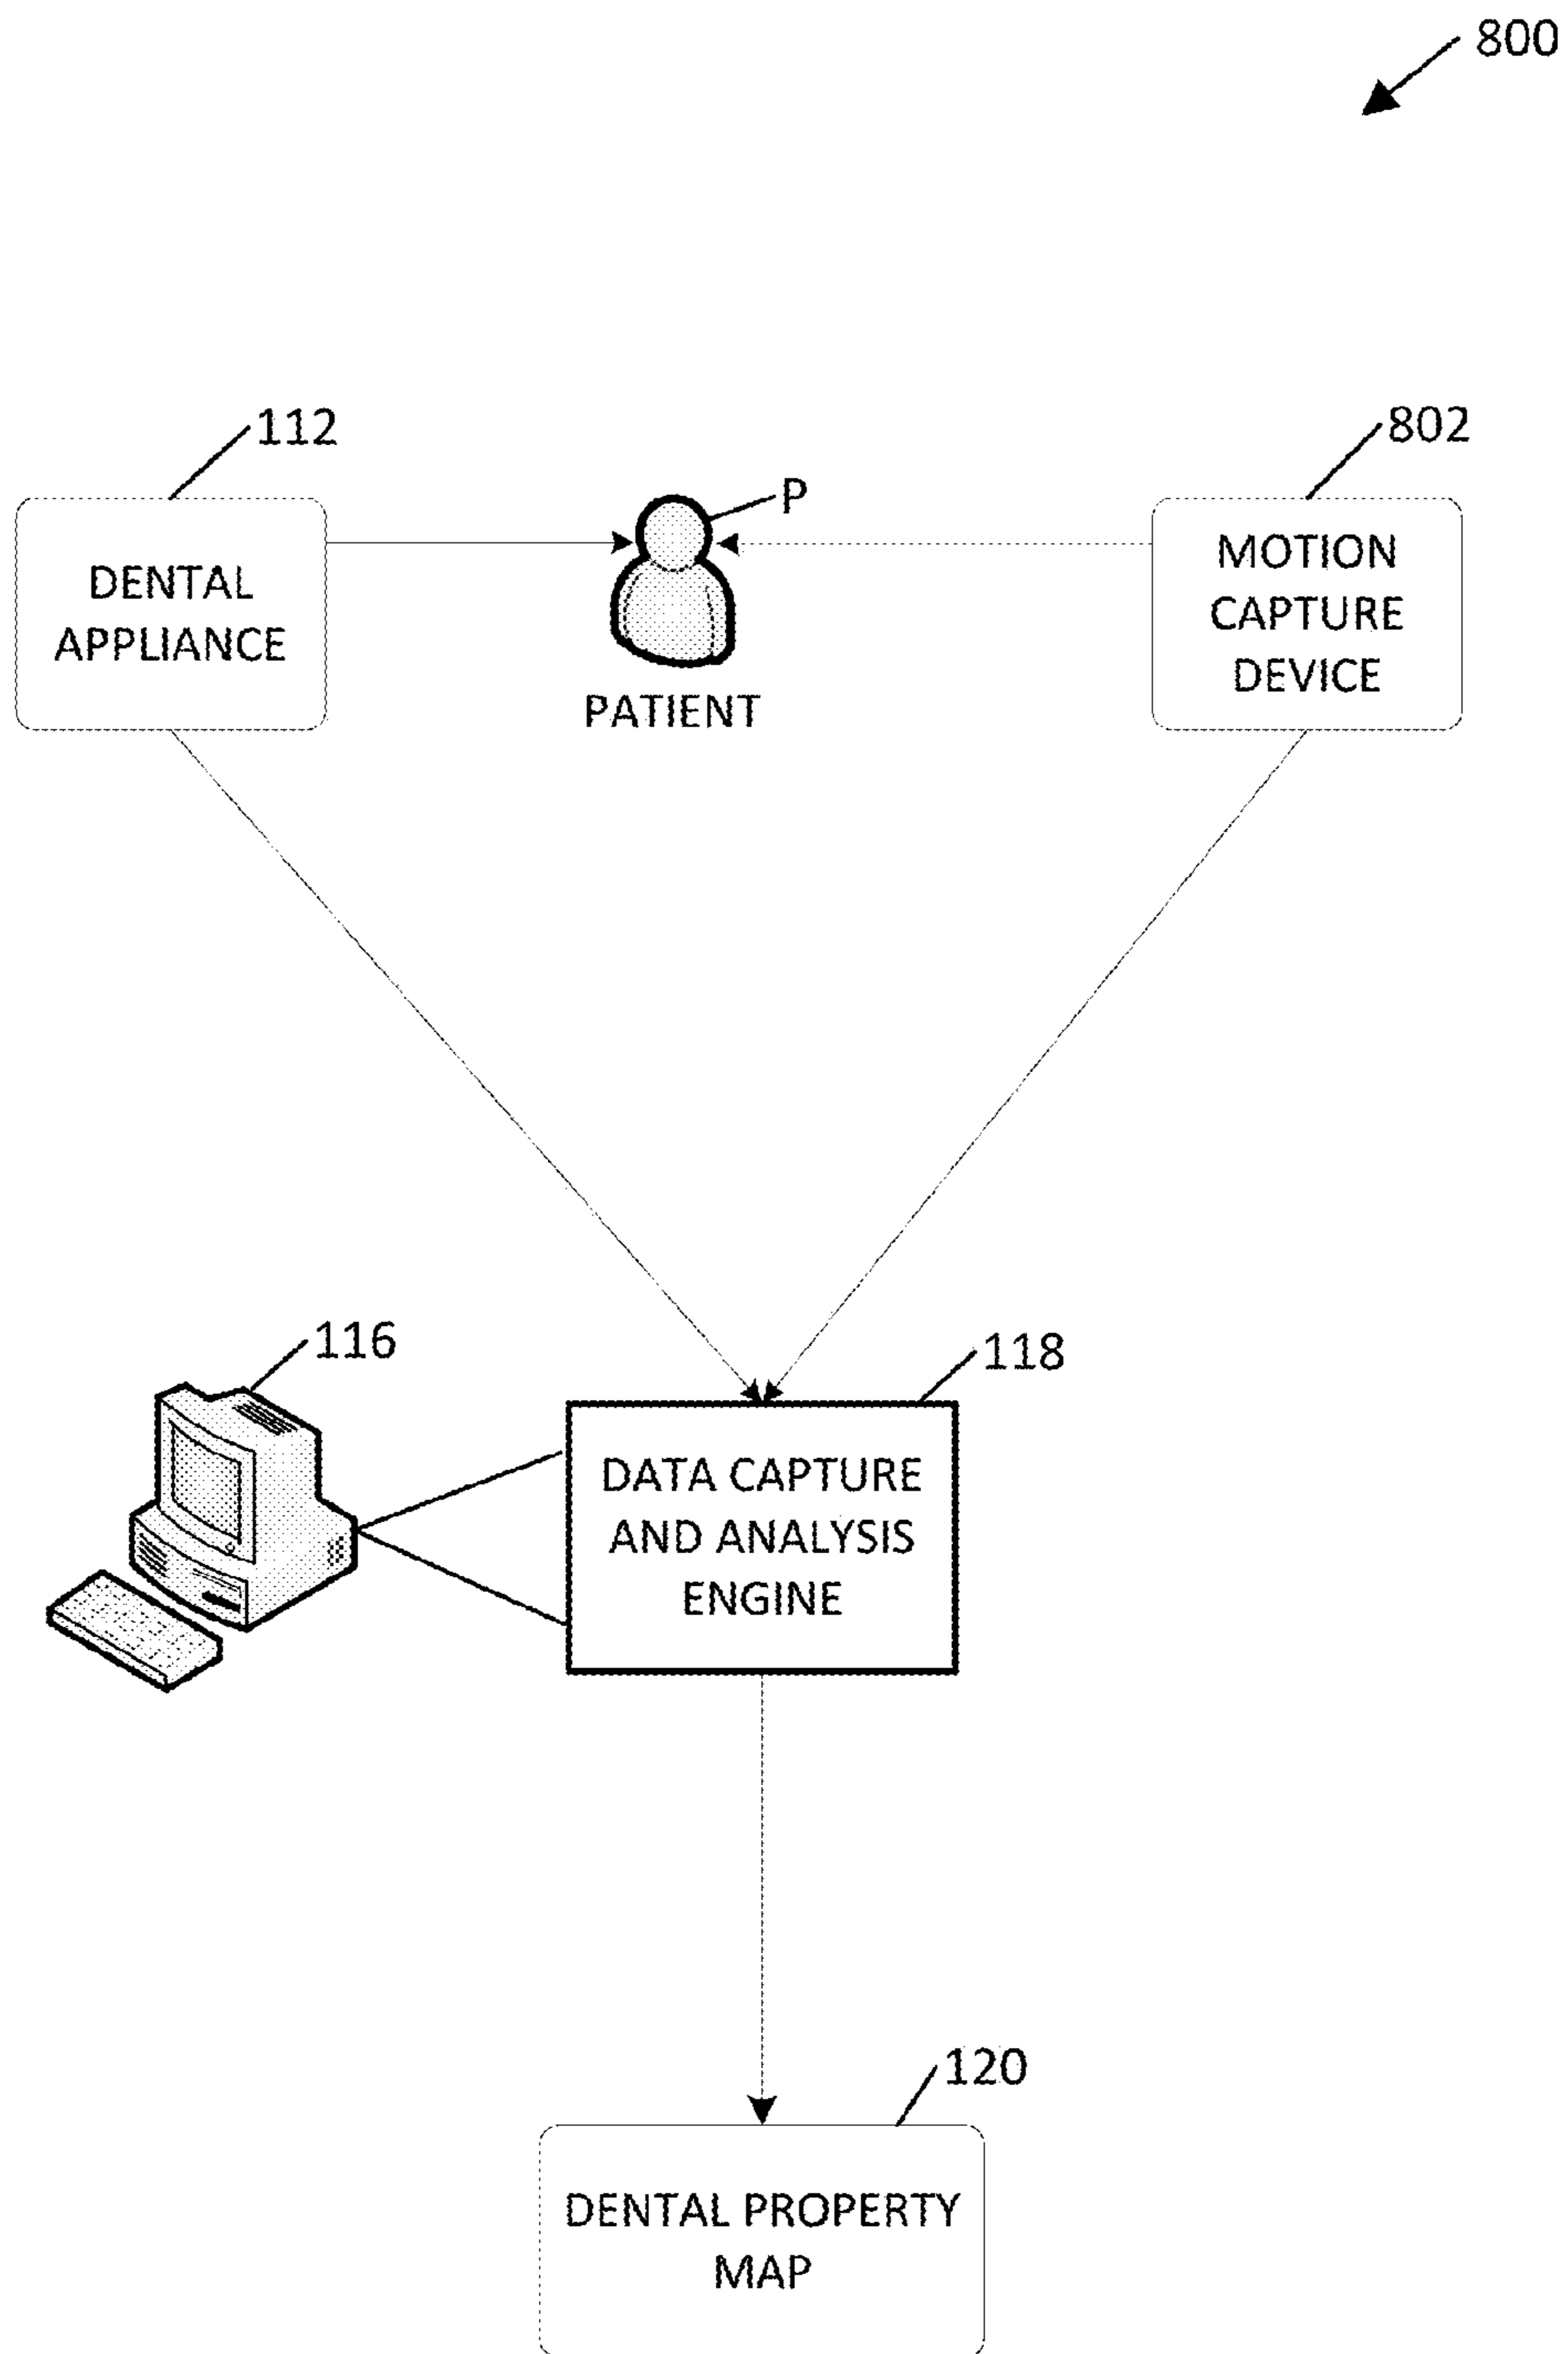 800
112
802
P
DENTAL
APPLIANCE
MOTION
CAPTURE
DEVICE
PATIENT
116
118
DATA CAPTURE
AND ANALYSIS
ENGINE
120
DENTAL PROPERTY
MAP